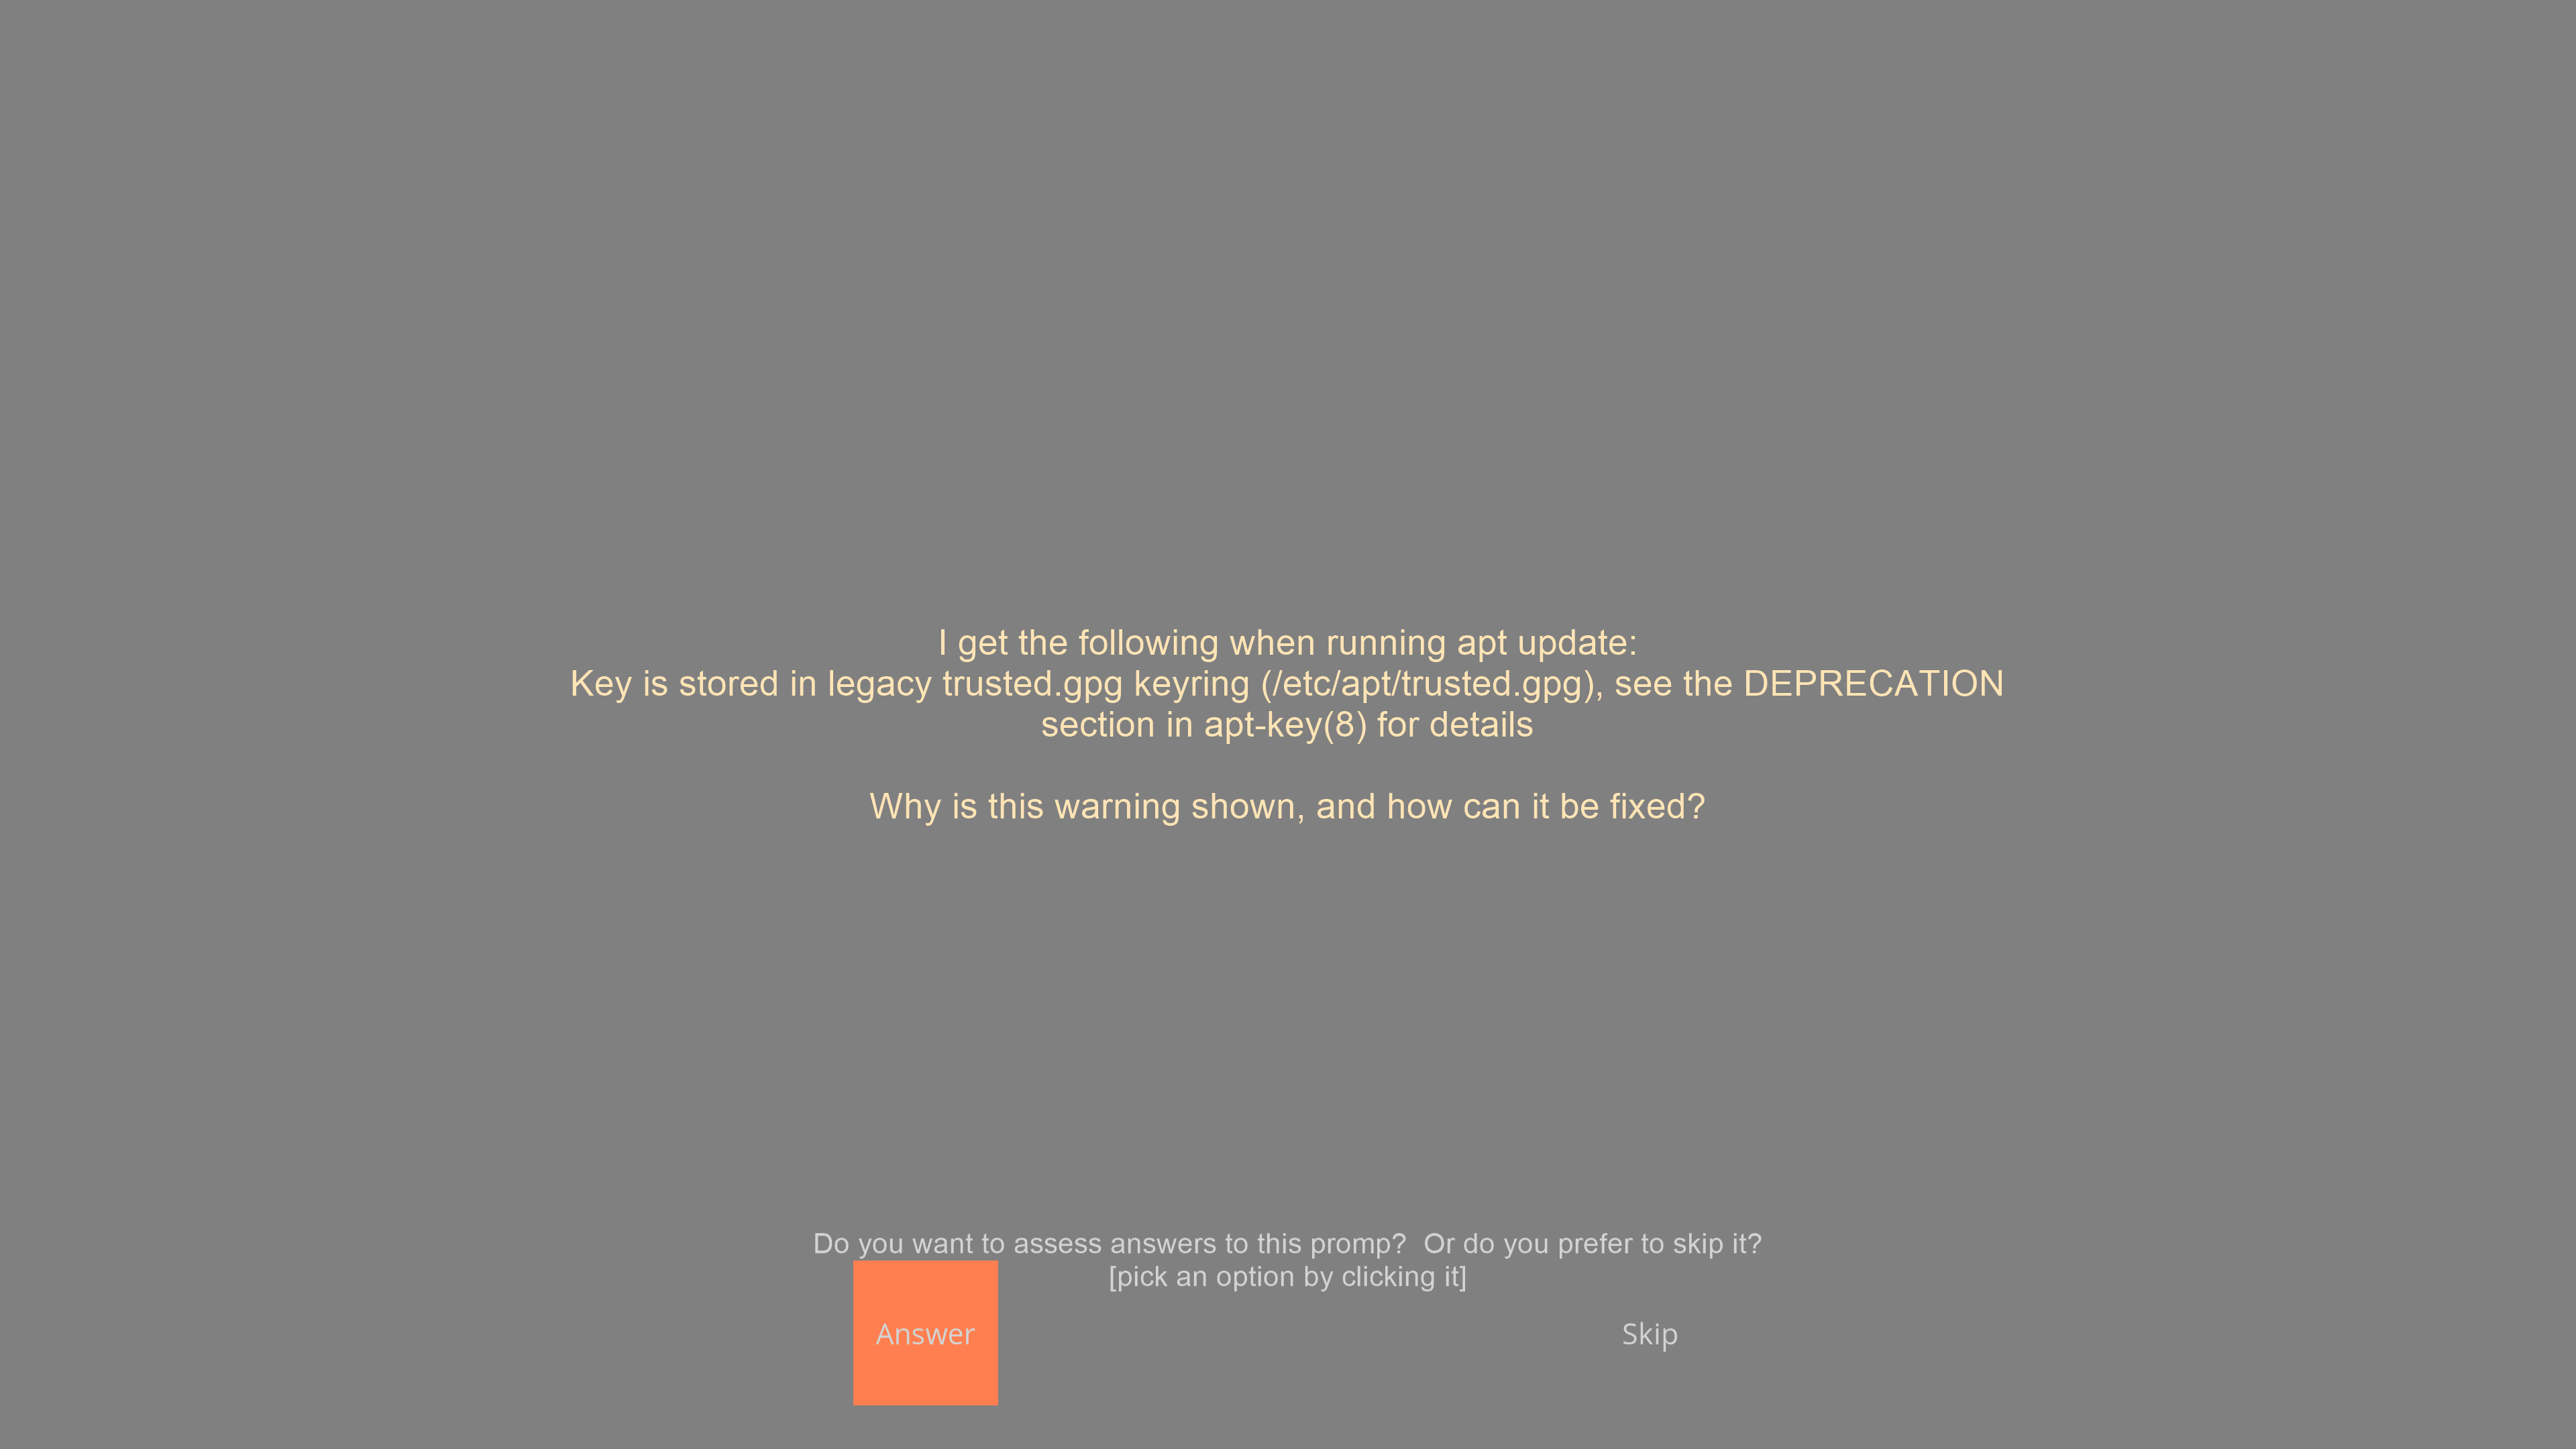 I get the following when running apt update:
Key is stored in legacy trusted.gpg keyring (/etc/apt/trusted.gpg), see the DEPRECATION
section in apt-key(8) for details
Why is this warning shown, and how can it be fixed?
Do you want to assess answers to this promp?  Or do you prefer to skip it?
[pick an option by clicking it]
Answer
Skip